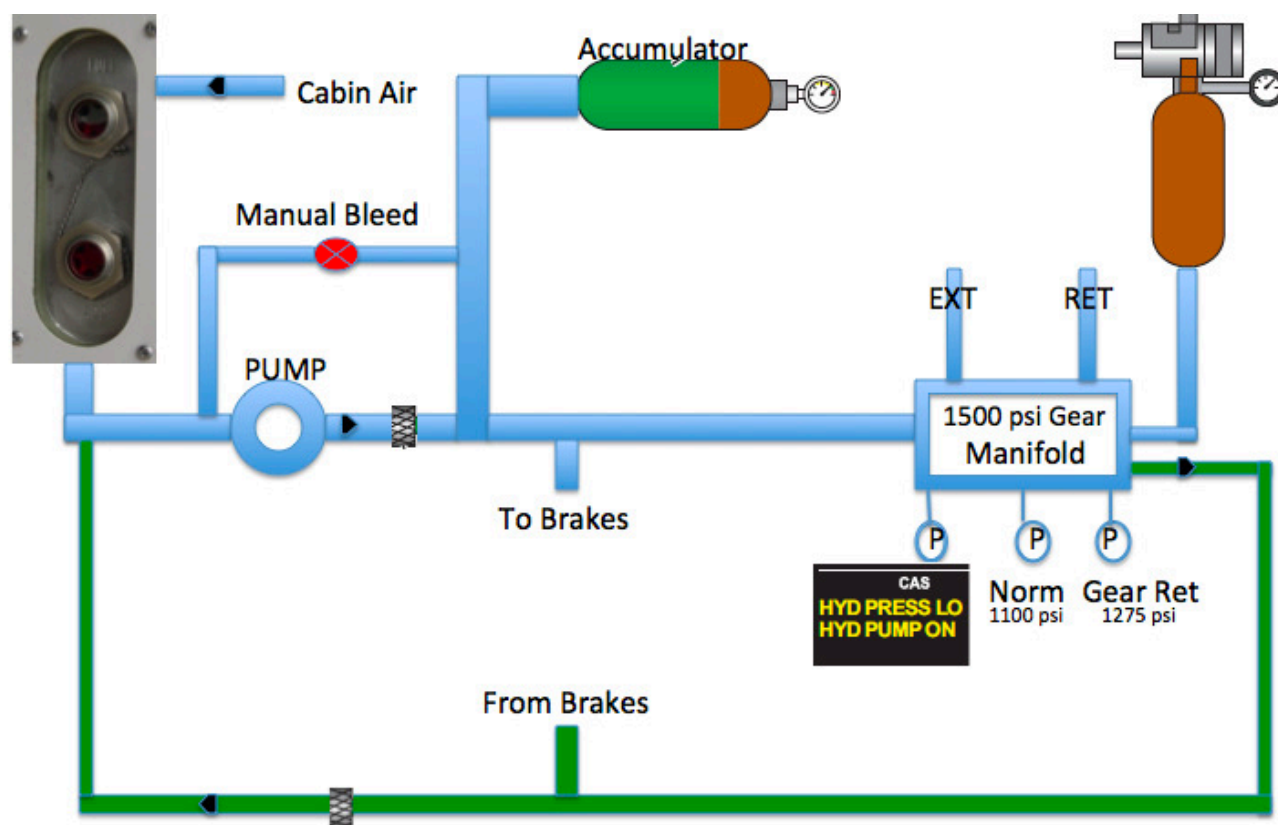 Accumulator
Cabin Air
Manual Bleed
EXT
RET
PUMP
1500 psi Gear
Manifold
To Brakes
P
P
P
CAS
HYD PRESS LO
HYD PUMP ON
Norm
1100 psi
Gear Ret
1275 psi
From Brakes